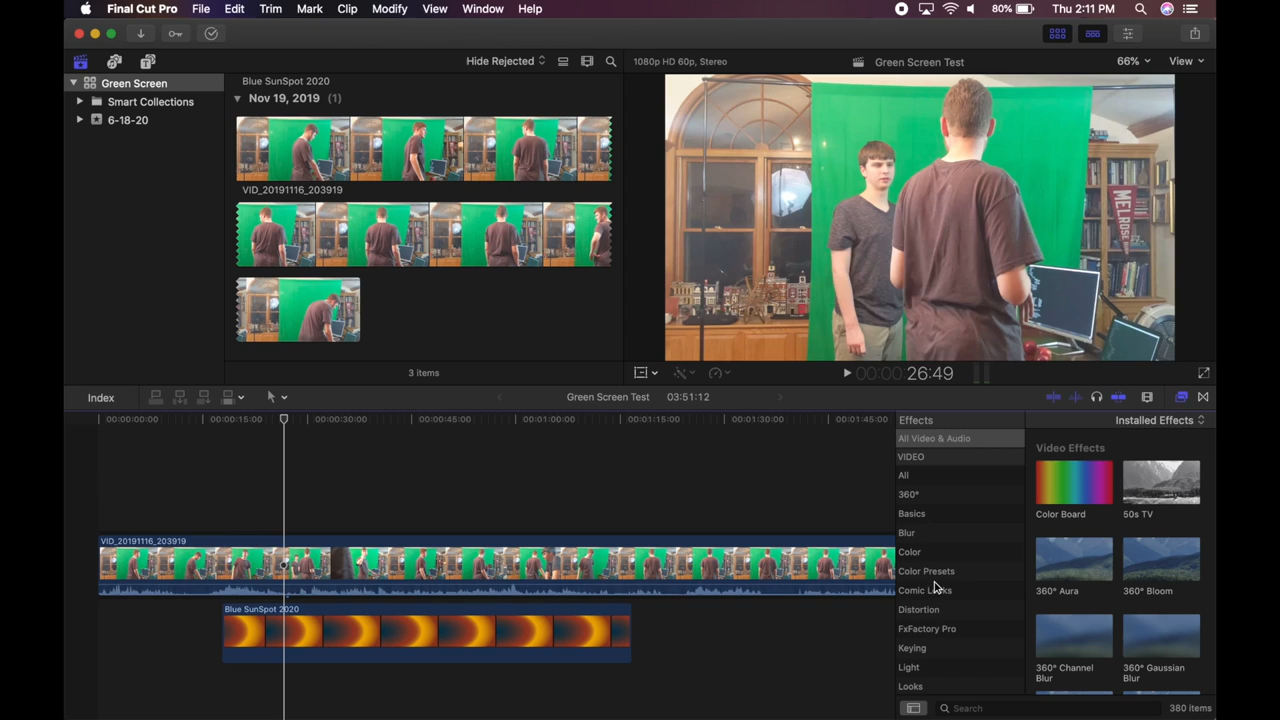 Final Cut Pro File Edit Trim Mark Clip Modify View Window Help 80% Thu 2:11 PM
Hide Rejected 1080p HD 60p, Stereo Green Screen Test 66% View
Green Screen
Smart Collections
6-18-20
Blue SunSpot 2020
Nov 19, 2019 (1)
VID_20191116_203919
3 items
MELROSE
00:00:00 26:49
Index Green Screen Test 03:51:12
00:00:00:00 00:00:15:00 00:00:30:00 00:00:45:00 00:01:00:00 00:01:15:00 00:01:30:00 00:01:45:00
VID_20191116_203919
Blue SunSpot 2020
Effects Installed Effects
All Video & Audio
VIDEO
All
360°
Basics
Blur
Color
Color Presets
Comic Looks
Distortion
FxFactory Pro
Keying
Light
Looks
Video Effects
Color Board 50s TV
360° Aura 360° Bloom
360° Channel Blur
360° Gaussian Blur
Search 380 items